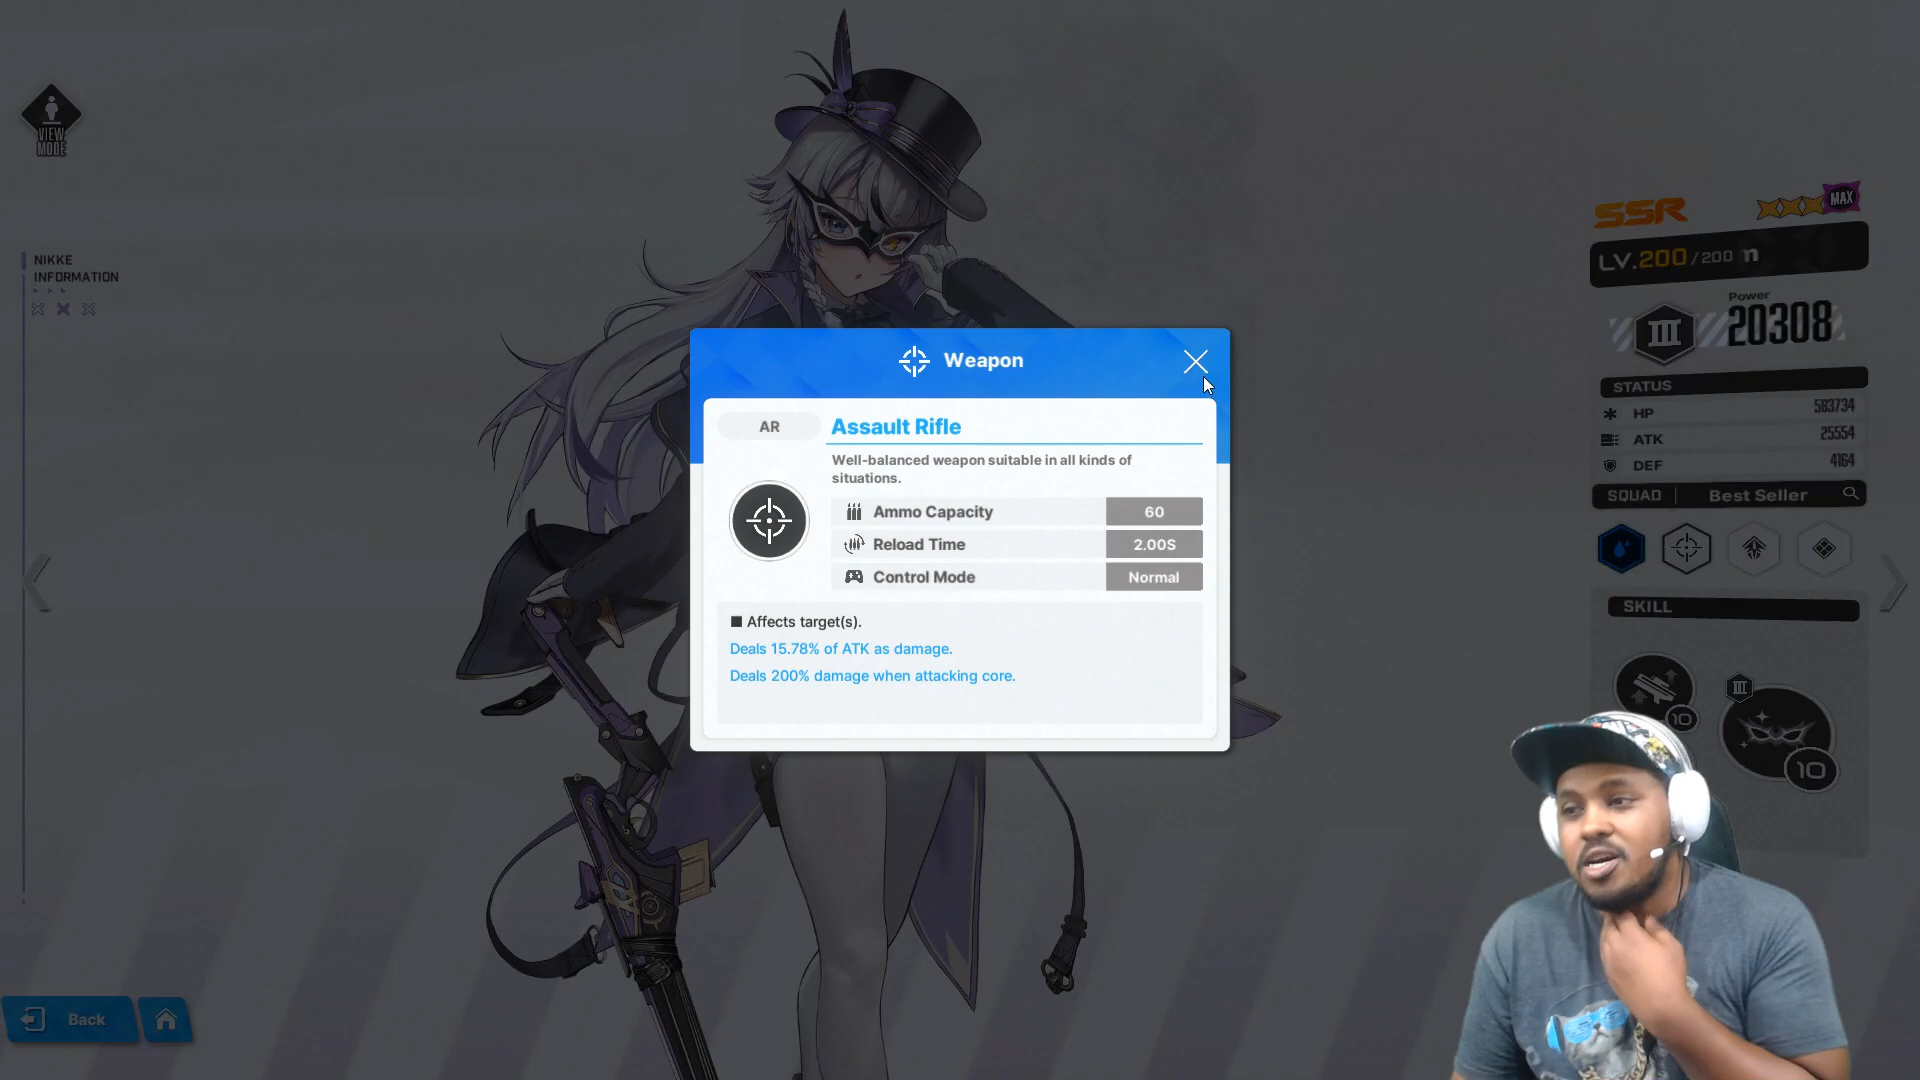 VIEW
MODE
NIKKE
INFORMATION
Weapon
AR
Assault Rifle
Well-balanced weapon suitable in all kinds of
situations.
Ammo Capacity 60
Reload Time 2.00S
Control Mode Normal
■ Affects target(s).
Deals 15.78% of ATK as damage.
Deals 200% damage when attacking core.
SSR
MAX
LV.200/200
Power
III 20308
STATUS
HP 583734
ATK 25554
DEF 4164
SQUAD Best Seller
SKILL
III
10
10
Back